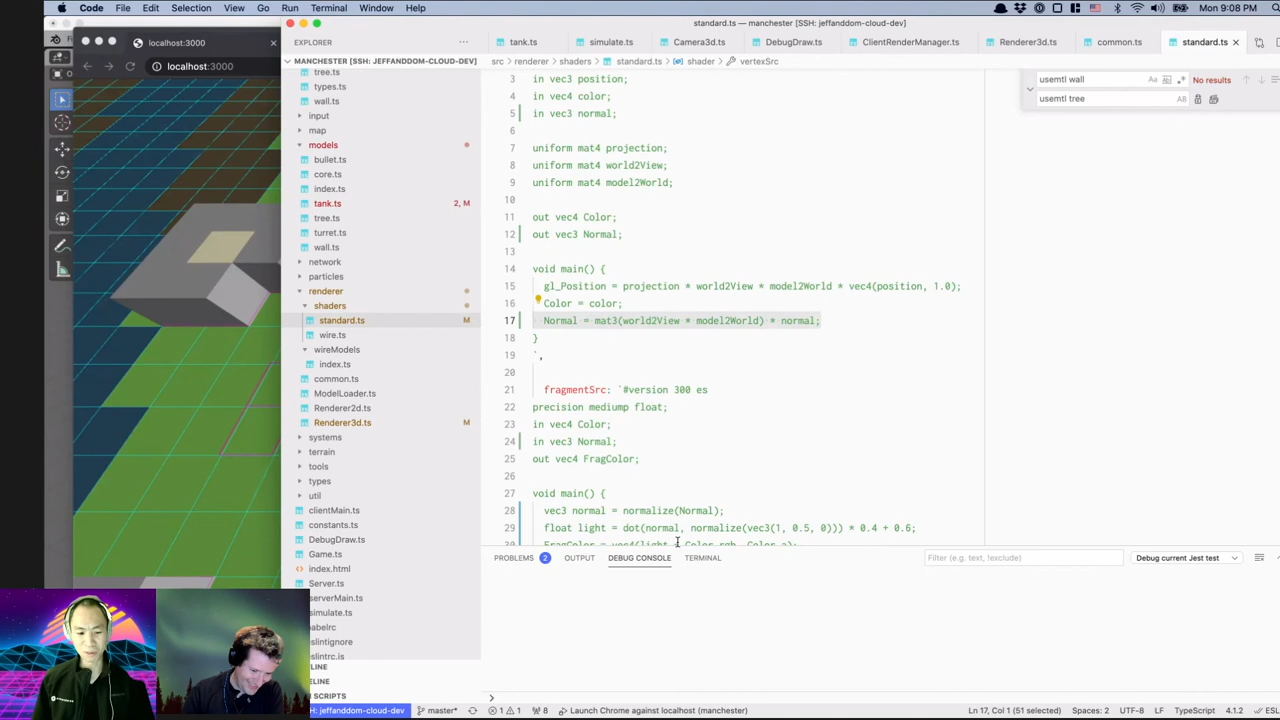 Code File Edit Selection View Go Run Terminal Window Help Mon 9:08 PM
standard.ts — manchester [SSH: jeffanddom-cloud-dev]
localhost:3000
localhost:3000
EXPLORER
MANCHESTER [SSH: JEFFANDDOM-CLOUD-DEV]
tree.ts
types.ts
wall.ts
input
map
models
bullet.ts
core.ts
index.ts
tank.ts 2, M
tree.ts
turret.ts
wall.ts
network
particles
renderer
shaders
standard.ts M
wire.ts
wireModels
index.ts
common.ts
ModelLoader.ts
Renderer2d.ts
Renderer3d.ts M
systems
terrain
tools
types
util
clientMain.ts
constants.ts
DebugDraw.ts
Game.ts
index.html
Server.ts
serverMain.ts
simulate.ts
babelrc
eslintignore
eslintrc.js
LINE
ELINE
SCRIPTS
tank.ts simulate.ts Camera3d.ts DebugDraw.ts ClientRenderManager.ts Renderer3d.ts common.ts standard.ts
src › renderer › shaders › standard.ts › shader › vertexSrc
usemtl wall Aa No results
usemtl tree AB
3 in vec3 position;
4 in vec4 color;
5 in vec3 normal;
6
7 uniform mat4 projection;
8 uniform mat4 world2View;
9 uniform mat4 model2World;
10
11 out vec4 Color;
12 out vec3 Normal;
13
14 void main() {
15 gl_Position = projection * world2View * model2World * vec4(position, 1.0);
16 Color = color;
17 Normal = mat3(world2View * model2World) * normal;
18 }
19 `,
20
21 fragmentSrc: `#version 300 es
22 precision mediump float;
23 in vec4 Color;
24 in vec3 Normal;
25 out vec4 FragColor;
26
27 void main() {
28 vec3 normal = normalize(Normal);
29 float light = dot(normal, normalize(vec3(1, 0.5, 0))) * 0.4 + 0.6;
30 FragColor = vec4(light * Color.rgb, Color.a);
PROBLEMS 2 OUTPUT DEBUG CONSOLE TERMINAL Filter (e.g. text, !exclude) Debug current Jest test
SSH: jeffanddom-cloud-dev master* 1 1 8 Launch Chrome against localhost (manchester) Ln 17, Col 1 (51 selected) Spaces: 2 UTF-8 LF TypeScript 4.1.2 ESL